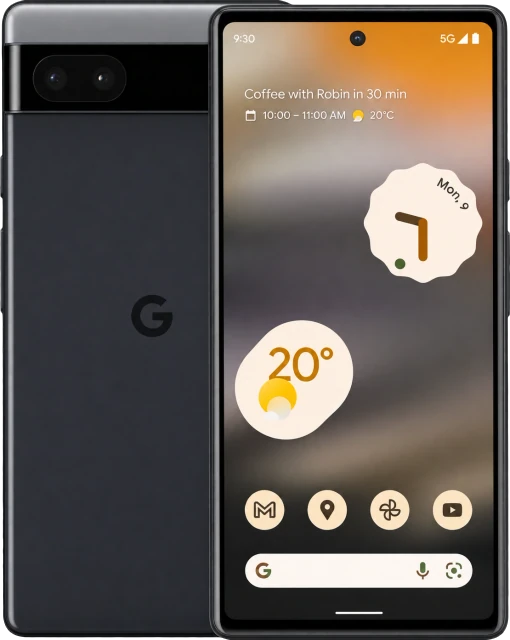 9:30
5G
Coffee with Robin in 30 min
10:00 – 11:00 AM 20°C
Mon, 9
20°
G
M
G